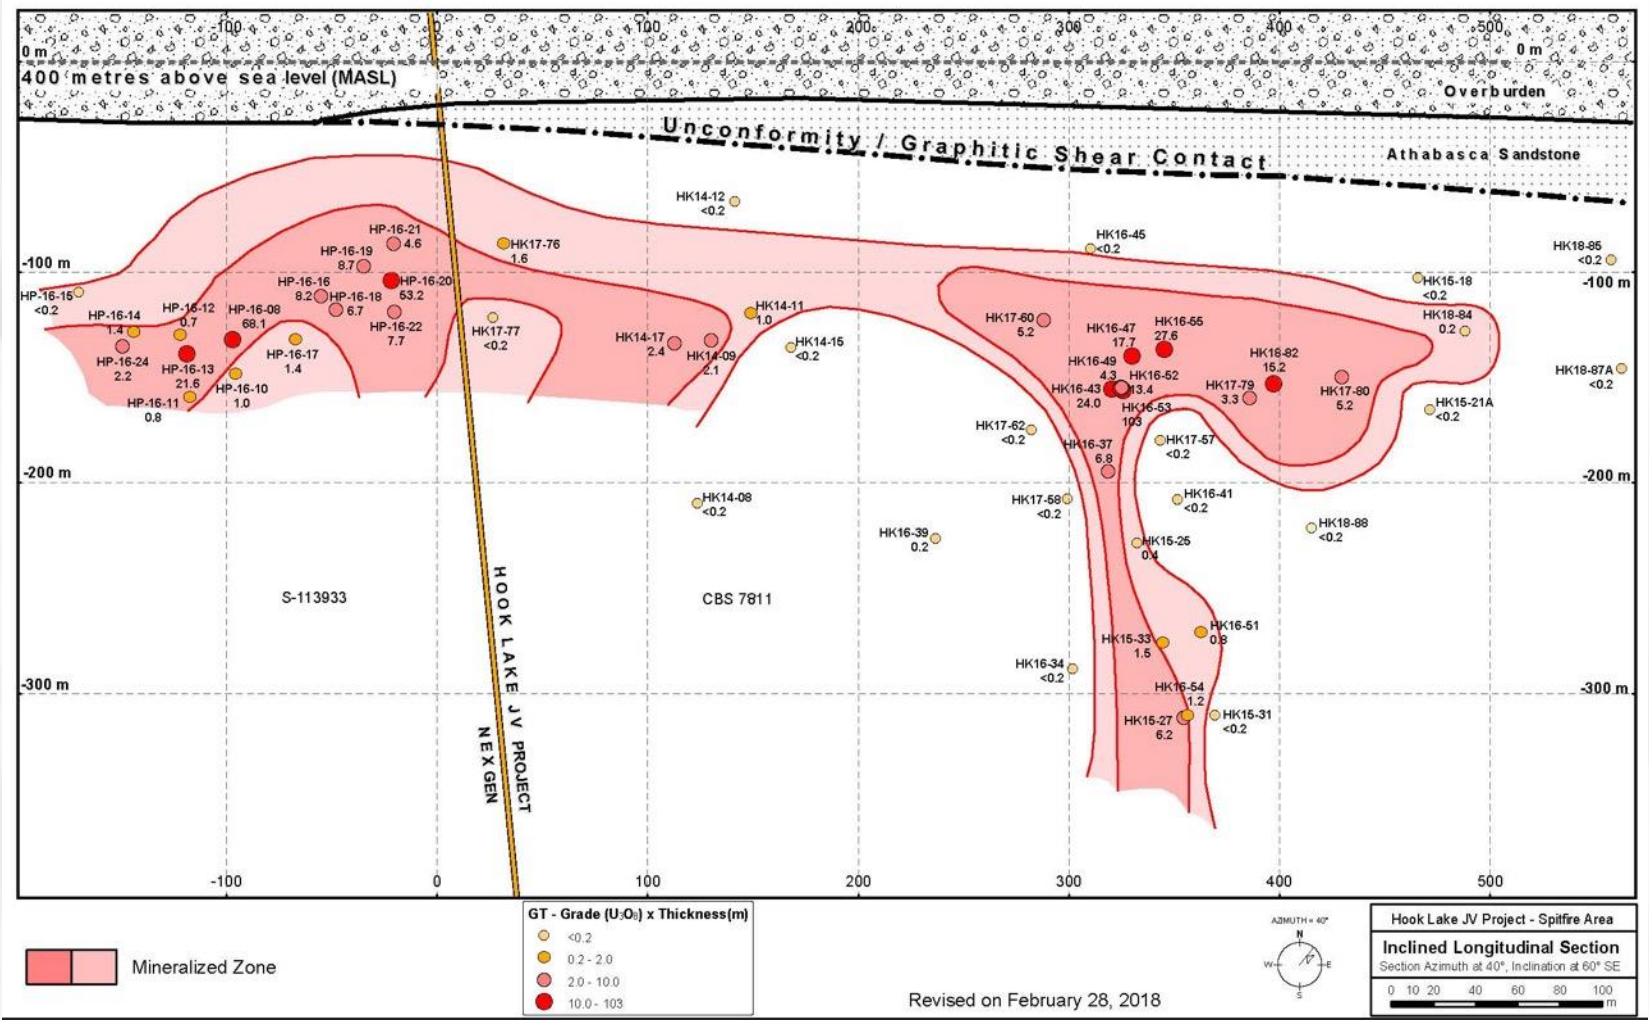 -100
0
100
200
300
400
500
0 m
0 m
400 metres above sea level (MASL)
Overburden
Unconformity / Graphitic Shear Contact
Athabasca Sandstone
HK14-12
<0.2
HP-16-21
4.6
HP-16-19
8.7
HK17-76
1.6
HK16-45
<0.2
HK18-85
<0.2
-100 m
-100 m
HP-16-15
<0.2
HP-16-16
8.2
HP-16-18
6.7
HP-16-20
53.2
HP-16-22
7.7
HK15-18
<0.2
HP-16-14
1.4
HP-16-12
0.7
HP-16-08
68.1
HK17-77
<0.2
HK14-11
1.0
HK17-60
5.2
HK16-47
17.7
HK16-55
27.6
HK18-84
0.2
HP-16-24
2.2
HP-16-13
21.6
HP-16-17
1.4
HK14-17
2.4
HK14-09
2.1
HK14-15
<0.2
HK16-49
4.3
HK16-52
13.4
HK18-82
15.2
HK18-87A
<0.2
HP-16-11
0.8
HP-16-10
1.0
HK16-43
24.0
HK16-53
103
HK17-79
3.3
HK17-80
5.2
HK15-21A
<0.2
HK17-62
<0.2
HK16-37
6.8
HK17-57
<0.2
-200 m
-200 m
HK14-08
<0.2
HK17-58
<0.2
HK16-41
<0.2
HK16-39
0.2
HK15-25
0.4
HK18-88
<0.2
S-113933
CBS 7811
HOOK LAKE JV PROJECT
NEXGEN
HK16-34
<0.2
HK15-33
1.5
HK16-51
0.8
-300 m
-300 m
HK16-54
1.2
HK15-27
6.2
HK15-31
<0.2
-100
0
100
200
300
400
500
Mineralized Zone
GT - Grade (U₃O₈) x Thickness(m)
<0.2
0.2 - 2.0
2.0 - 10.0
10.0 - 103
Revised on February 28, 2018
AZIMUTH = 40°
N
W
E
S
Hook Lake JV Project - Spitfire Area
Inclined Longitudinal Section
Section Azimuth at 40°, Inclination at 60° SE
0 10 20 40 60 80 100
m